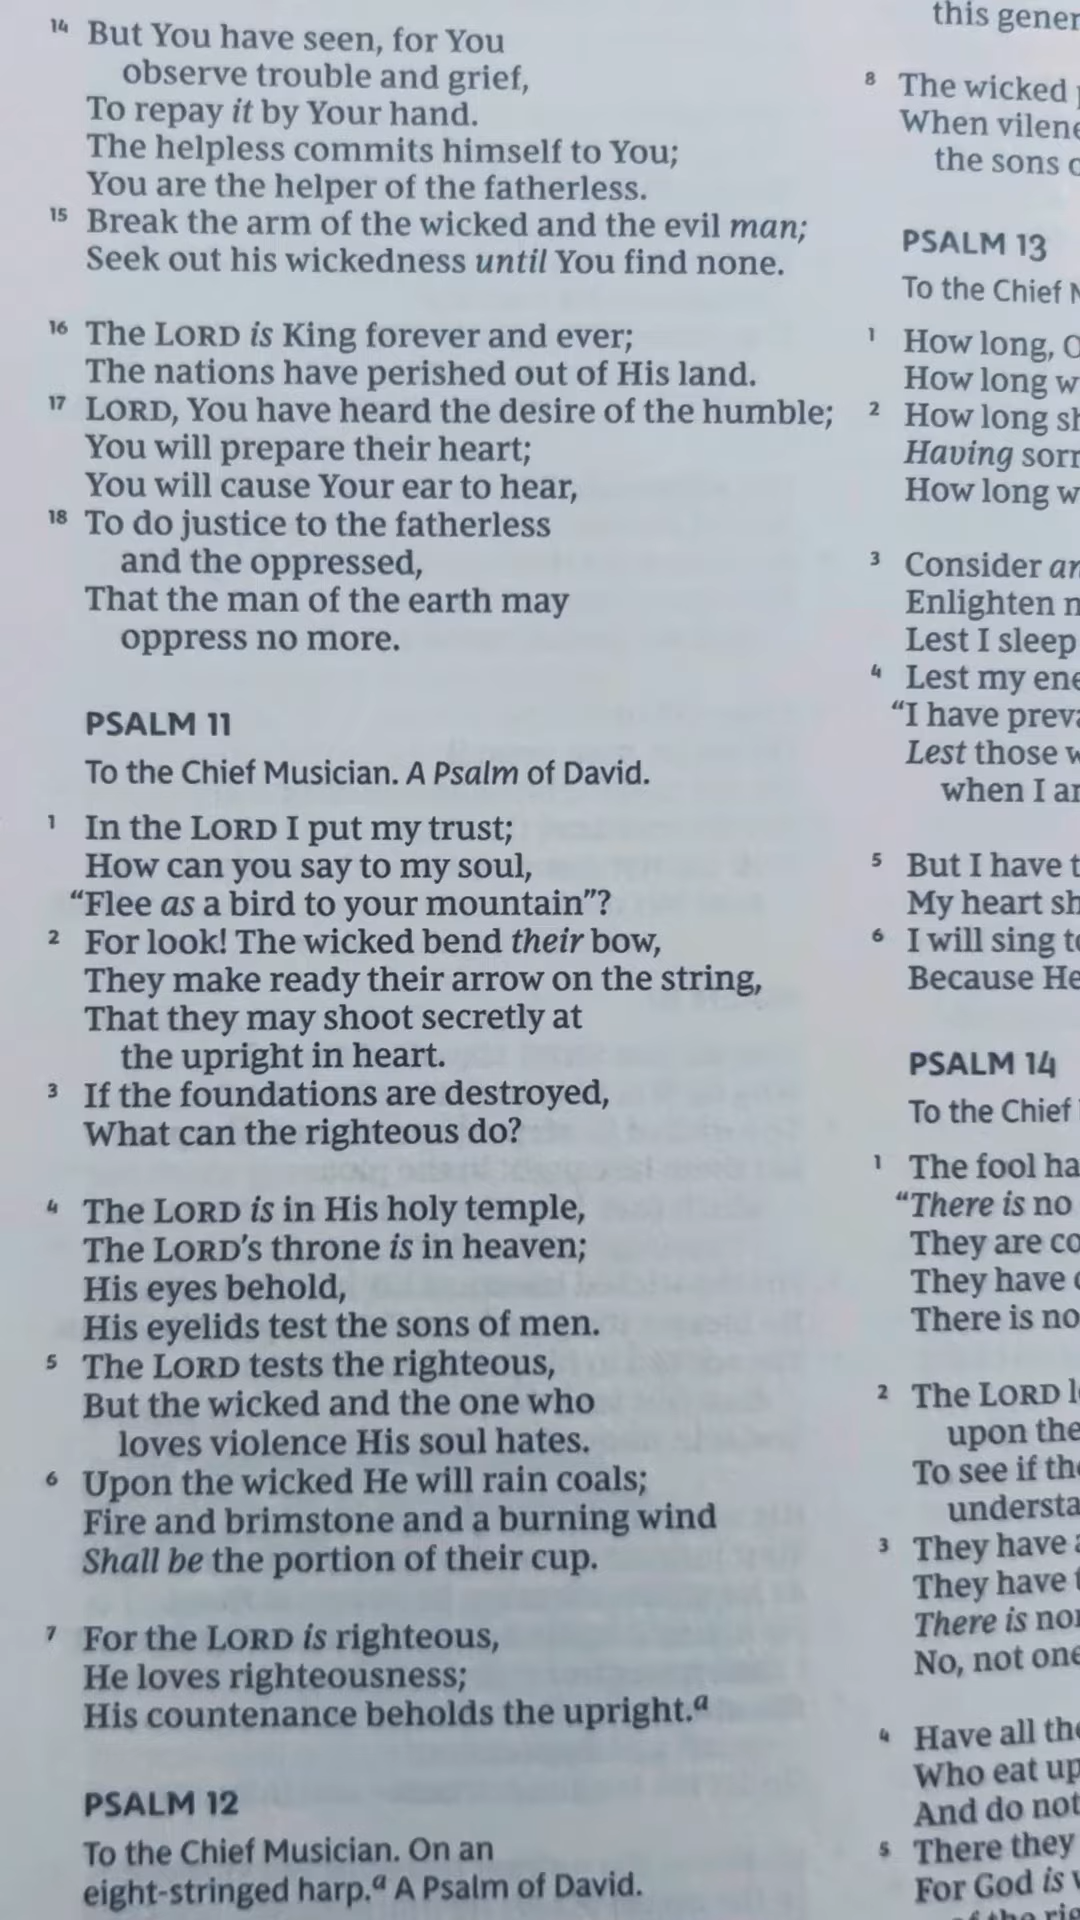 14 But You have seen, for You
observe trouble and grief,
To repay it by Your hand.
The helpless commits himself to You;
You are the helper of the fatherless.
15 Break the arm of the wicked and the evil man;
Seek out his wickedness until You find none.
16 The LORD is King forever and ever;
The nations have perished out of His land.
17 LORD, You have heard the desire of the humble;
You will prepare their heart;
You will cause Your ear to hear,
18 To do justice to the fatherless
and the oppressed,
That the man of the earth may
oppress no more.
PSALM 11
To the Chief Musician. A Psalm of David.
1 In the LORD I put my trust;
How can you say to my soul,
“Flee as a bird to your mountain”?
2 For look! The wicked bend their bow,
They make ready their arrow on the string,
That they may shoot secretly at
the upright in heart.
3 If the foundations are destroyed,
What can the righteous do?
4 The LORD is in His holy temple,
The LORD’s throne is in heaven;
His eyes behold,
His eyelids test the sons of men.
5 The LORD tests the righteous,
But the wicked and the one who
loves violence His soul hates.
6 Upon the wicked He will rain coals;
Fire and brimstone and a burning wind
Shall be the portion of their cup.
7 For the LORD is righteous,
He loves righteousness;
His countenance beholds the upright.a
PSALM 12
To the Chief Musician. On an
eight-stringed harp.a A Psalm of David.
this
8 The wicked
When
the sons
PSALM 13
To the Chief
1 How long,
How long
2 How long
Having
How long
3 Consider
Enlighten
Lest I sleep
4 Lest my
“I have
Lest those
when I
5 But I have
My heart
6 I will sing
Because He
PSALM 14
To the Chief
1 The fool
“There is no
They are
They have
There is
2 The LORD
upon the
To see if
3 They have
They have
There is
No, not
4 Have all
Who eat up
And do not
5 There they
For God is